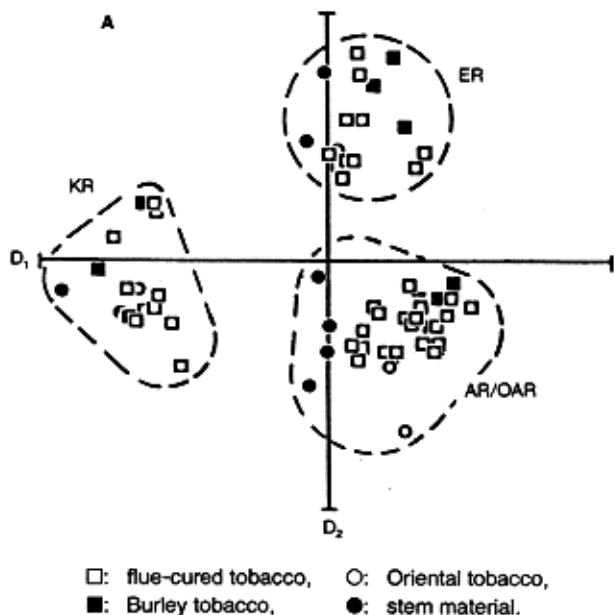 A
ER
KR
D₁
AR/OAR
D₂
□: flue-cured tobacco, ○: Oriental tobacco,
■: Burley tobacco, ●: stem material.